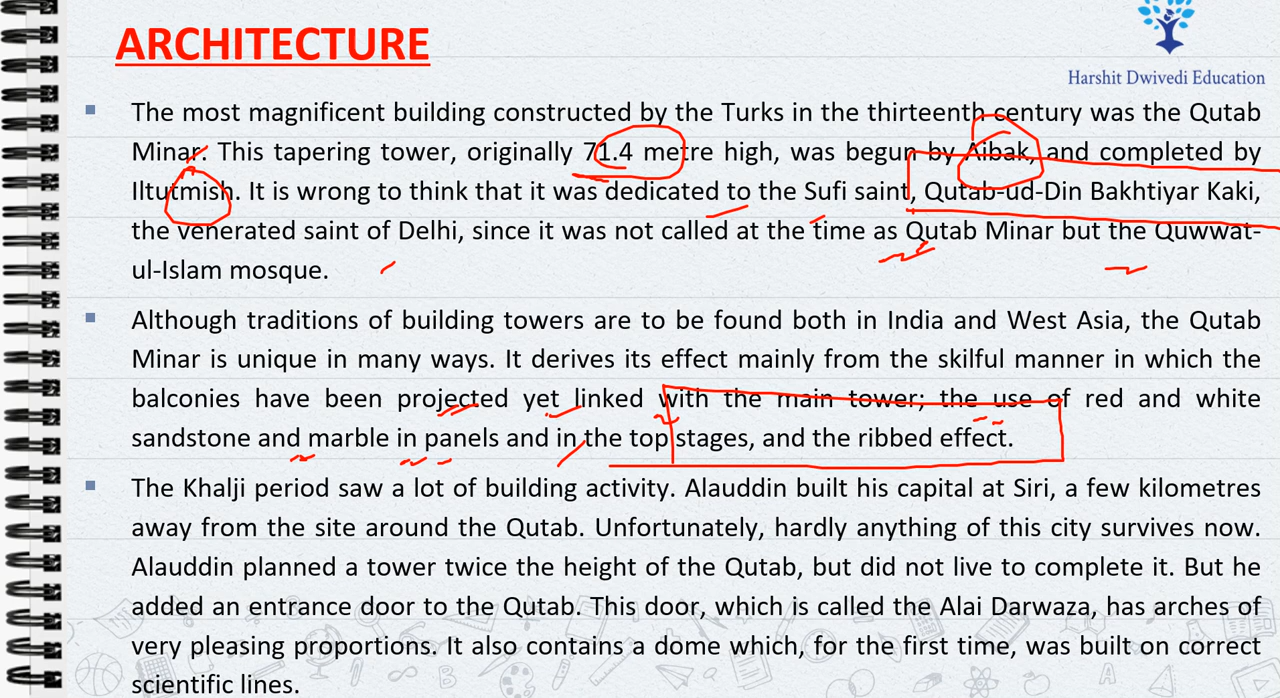 ARCHITECTURE
Harshit Dwivedi Education
The most magnificent building constructed by the Turks in the thirteenth century was the Qutab
Minar. This tapering tower, originally 71.4 metre high, was begun by Aibak, and completed by
Iltutmish. It is wrong to think that it was dedicated to the Sufi saint, Qutab-ud-Din Bakhtiyar Kaki,
the venerated saint of Delhi, since it was not called at the time as Qutab Minar but the Quwwat-
ul-Islam mosque.
Although traditions of building towers are to be found both in India and West Asia, the Qutab
Minar is unique in many ways. It derives its effect mainly from the skilful manner in which the
balconies have been projected yet linked with the main tower; the use of red and white
sandstone and marble in panels and in the top stages, and the ribbed effect.
The Khalji period saw a lot of building activity. Alauddin built his capital at Siri, a few kilometres
away from the site around the Qutab. Unfortunately, hardly anything of this city survives now.
Alauddin planned a tower twice the height of the Qutab, but did not live to complete it. But he
added an entrance door to the Qutab. This door, which is called the Alai Darwaza, has arches of
very pleasing proportions. It also contains a dome which, for the first time, was built on correct
scientific lines.